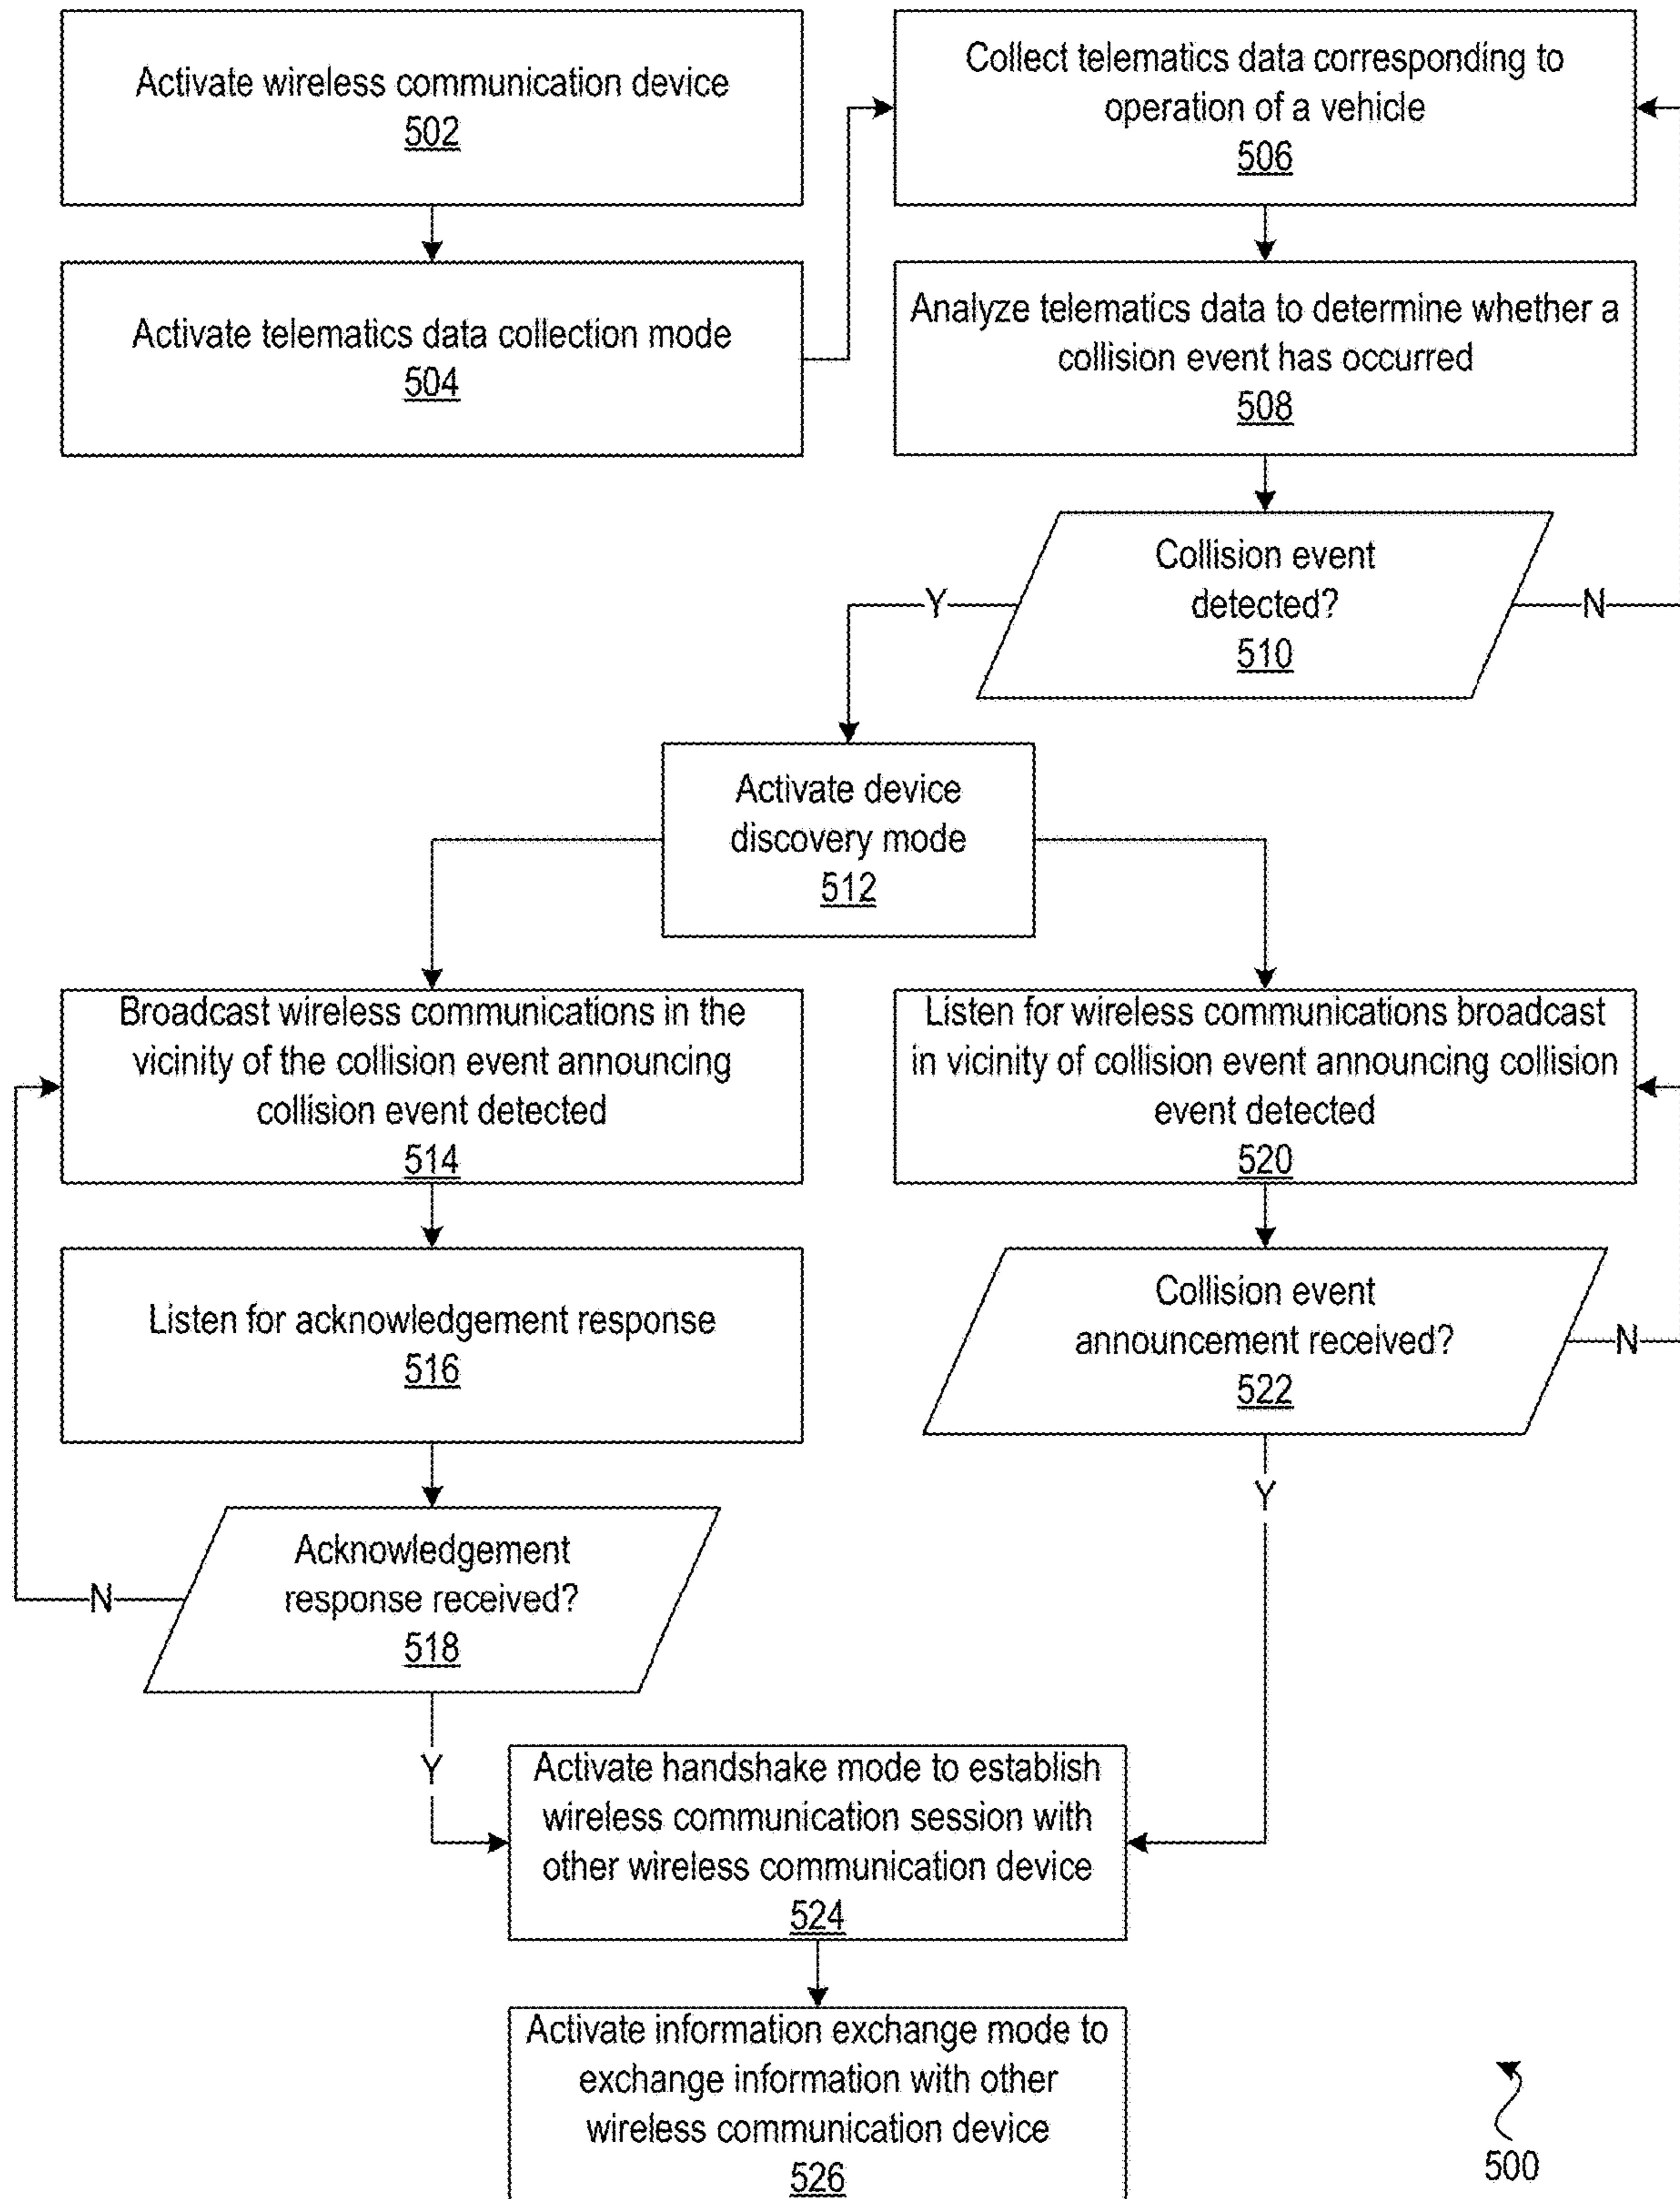 Activate wireless communication device
502
Activate telematics data collection mode
504
Collect telematics data corresponding to
operation of a vehicle
506
Analyze telematics data to determine whether a
collision event has occurred
508
Collision event
detected?
510
Y
N
Activate device
discovery mode
512
Broadcast wireless communications in the
vicinity of the collision event announcing
collision event detected
514
Listen for acknowledgement response
516
Acknowledgement
response received?
518
N
Y
Listen for wireless communications broadcast
in vicinity of collision event announcing collision
event detected
520
Collision event
announcement received?
522
N
Y
Activate handshake mode to establish
wireless communication session with
other wireless communication device
524
Activate information exchange mode to
exchange information with other
wireless communication device
526
500